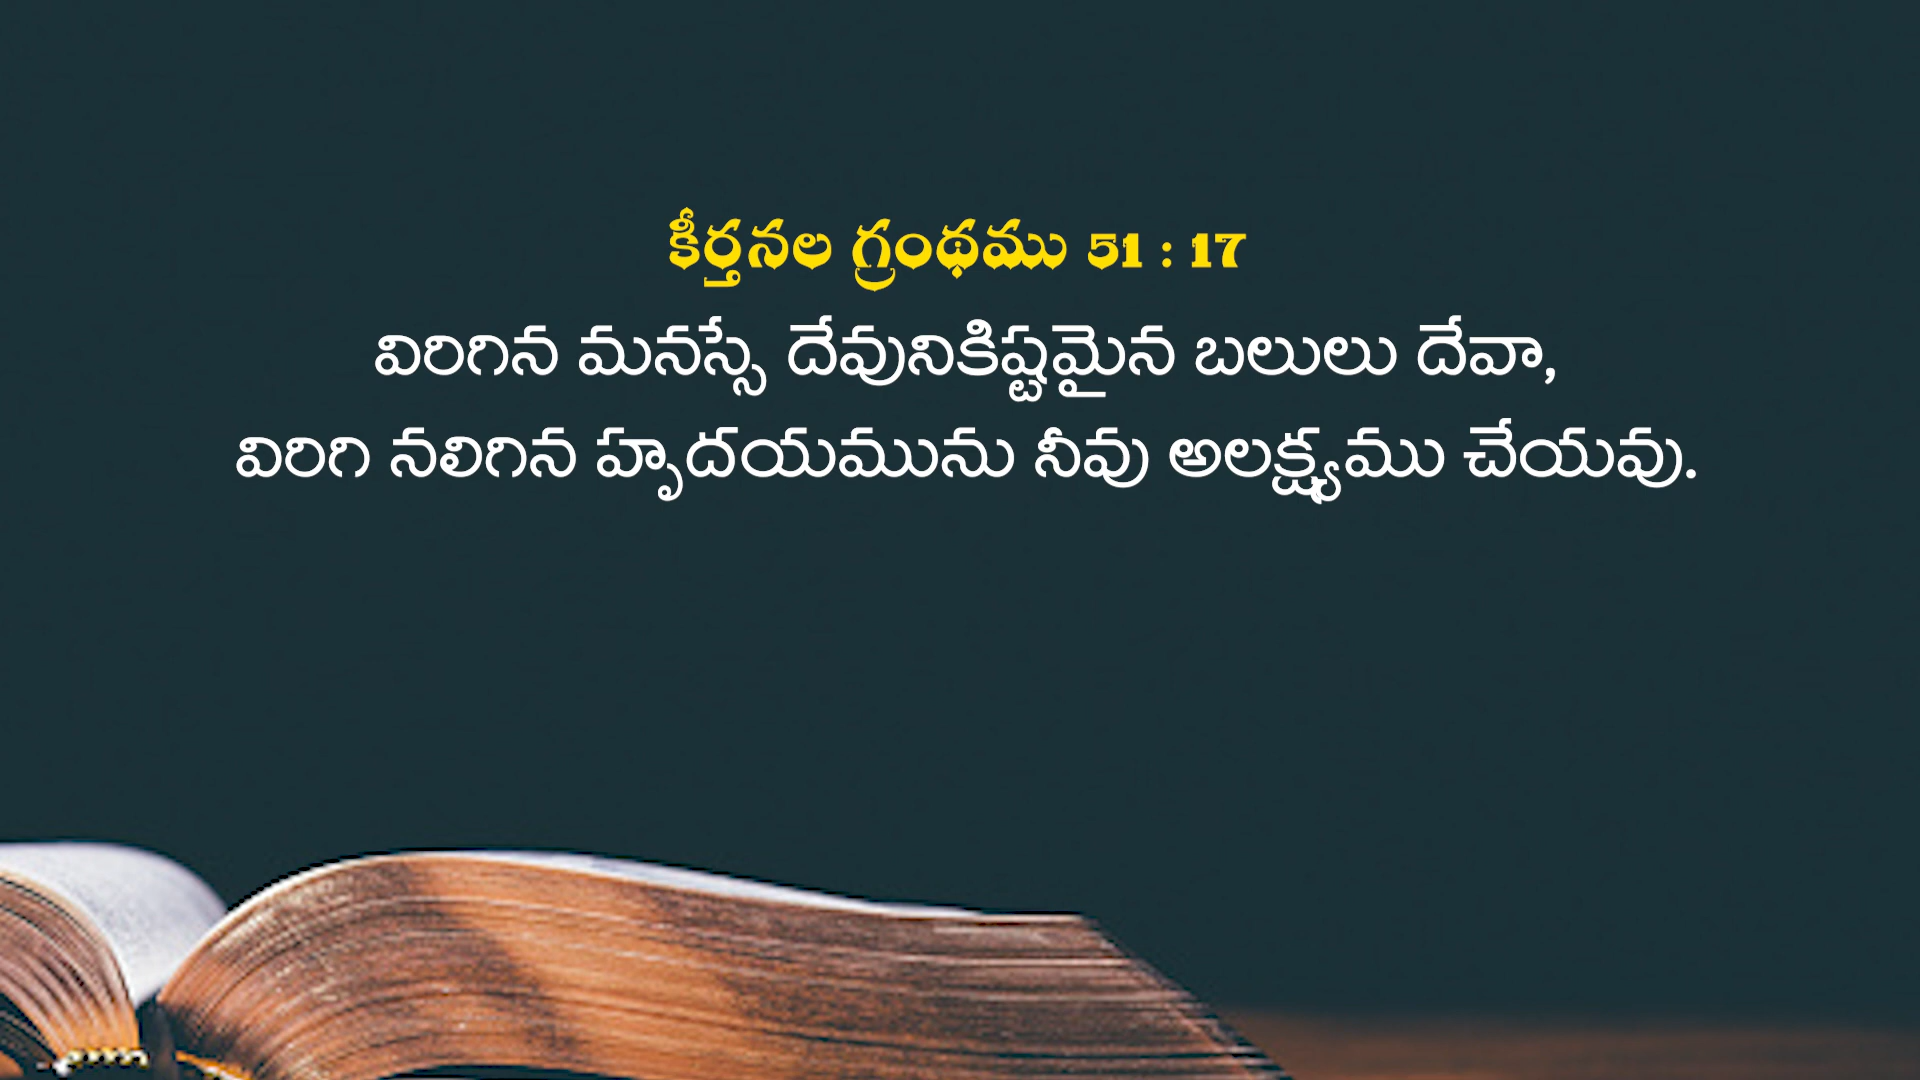 కీర్తనల గ్రంథము 51 : 17
విరిగిన మనస్సే దేవునికిష్టమైన బలులు దేవా,
విరిగి నలిగిన హృదయమును నీవు అలక్ష్యము చేయవు.